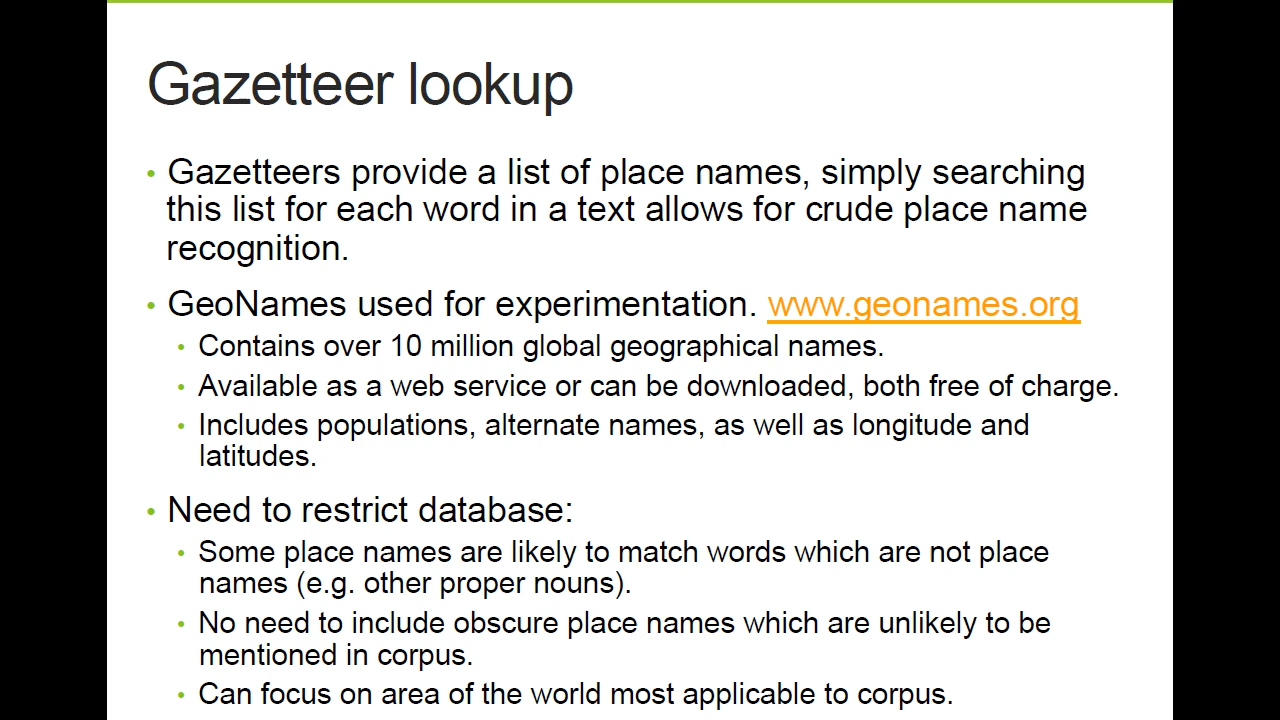 Gazetteer lookup
• Gazetteers provide a list of place names, simply searching
this list for each word in a text allows for crude place name
recognition.
• GeoNames used for experimentation. www.geonames.org
• Contains over 10 million global geographical names.
• Available as a web service or can be downloaded, both free of charge.
• Includes populations, alternate names, as well as longitude and
latitudes.
• Need to restrict database:
• Some place names are likely to match words which are not place
names (e.g. other proper nouns).
• No need to include obscure place names which are unlikely to be
mentioned in corpus.
• Can focus on area of the world most applicable to corpus.